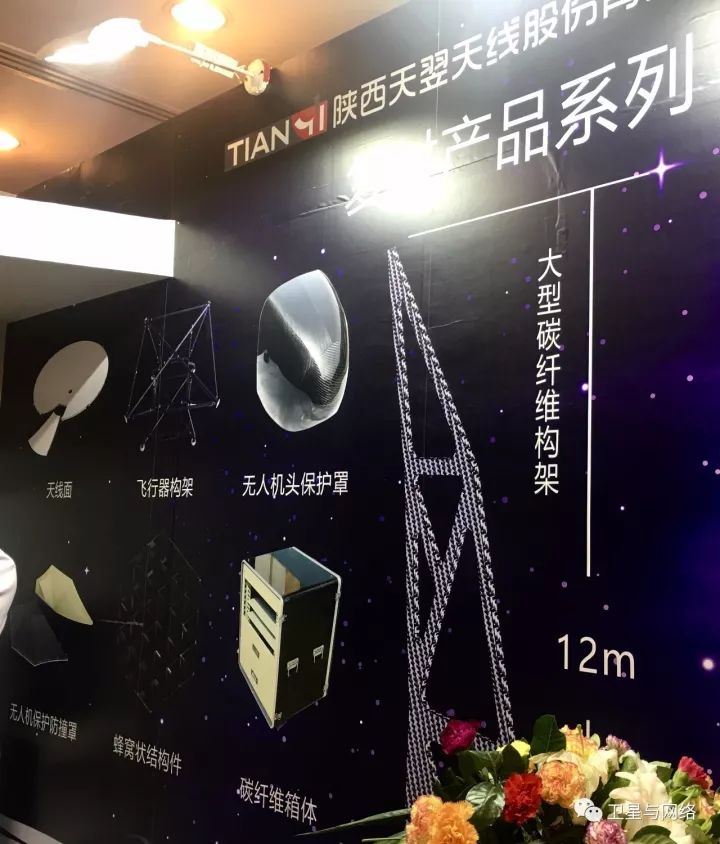 TIANYI 陕西天翌天线股份
产品系列
大型碳纤维构架
天线面
飞行器构架
无人机头保护罩
12m
无人机保护防撞罩
蜂窝状结构件
碳纤维箱体
卫星与网络